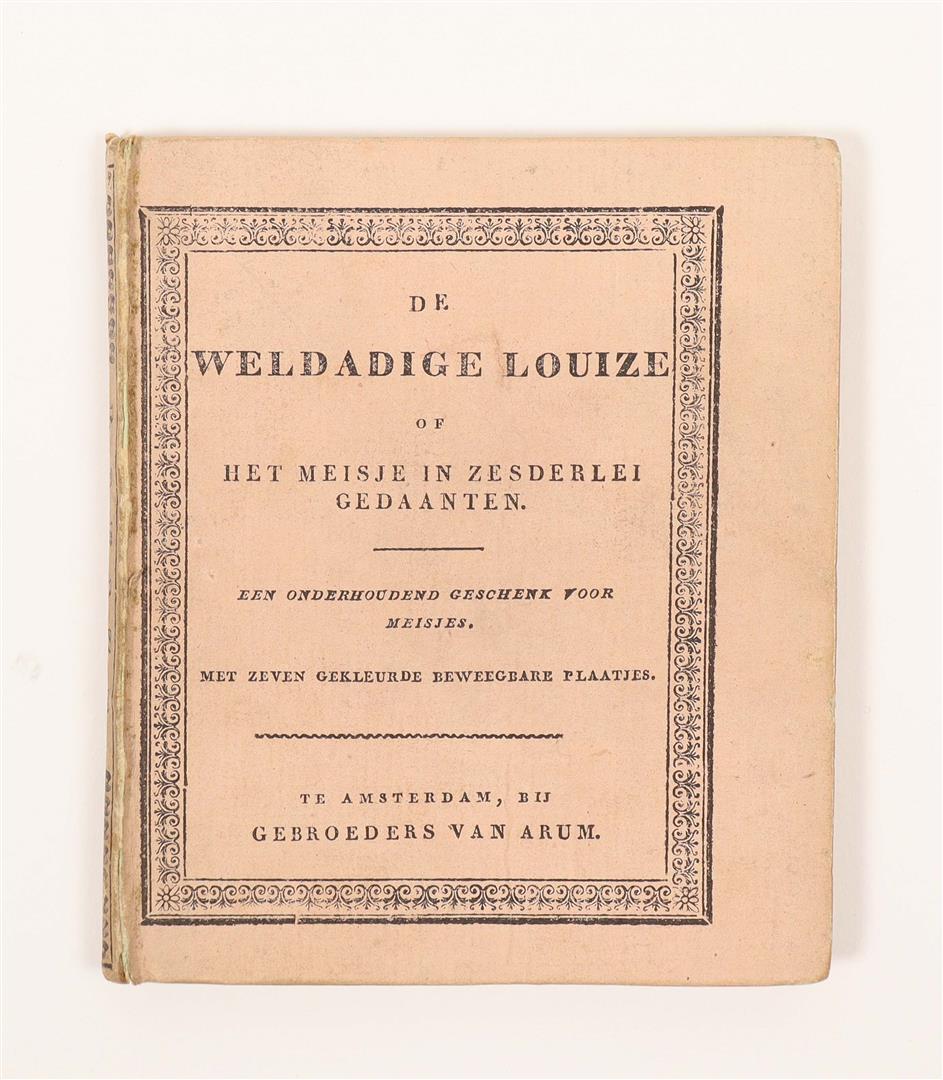 DE
WELDADIGE LOUIZE
OF
HET MEISJE IN ZESDERLEI
GEDAANTEN.
EEN ONDERHOUDEND GESCHENK VOOR
MEISJES.
MET ZEVEN GEKLEURDE BEWEEGBARE PLAATJES.
TE AMSTERDAM, BIJ
GEBROEDERS VAN ARUM.